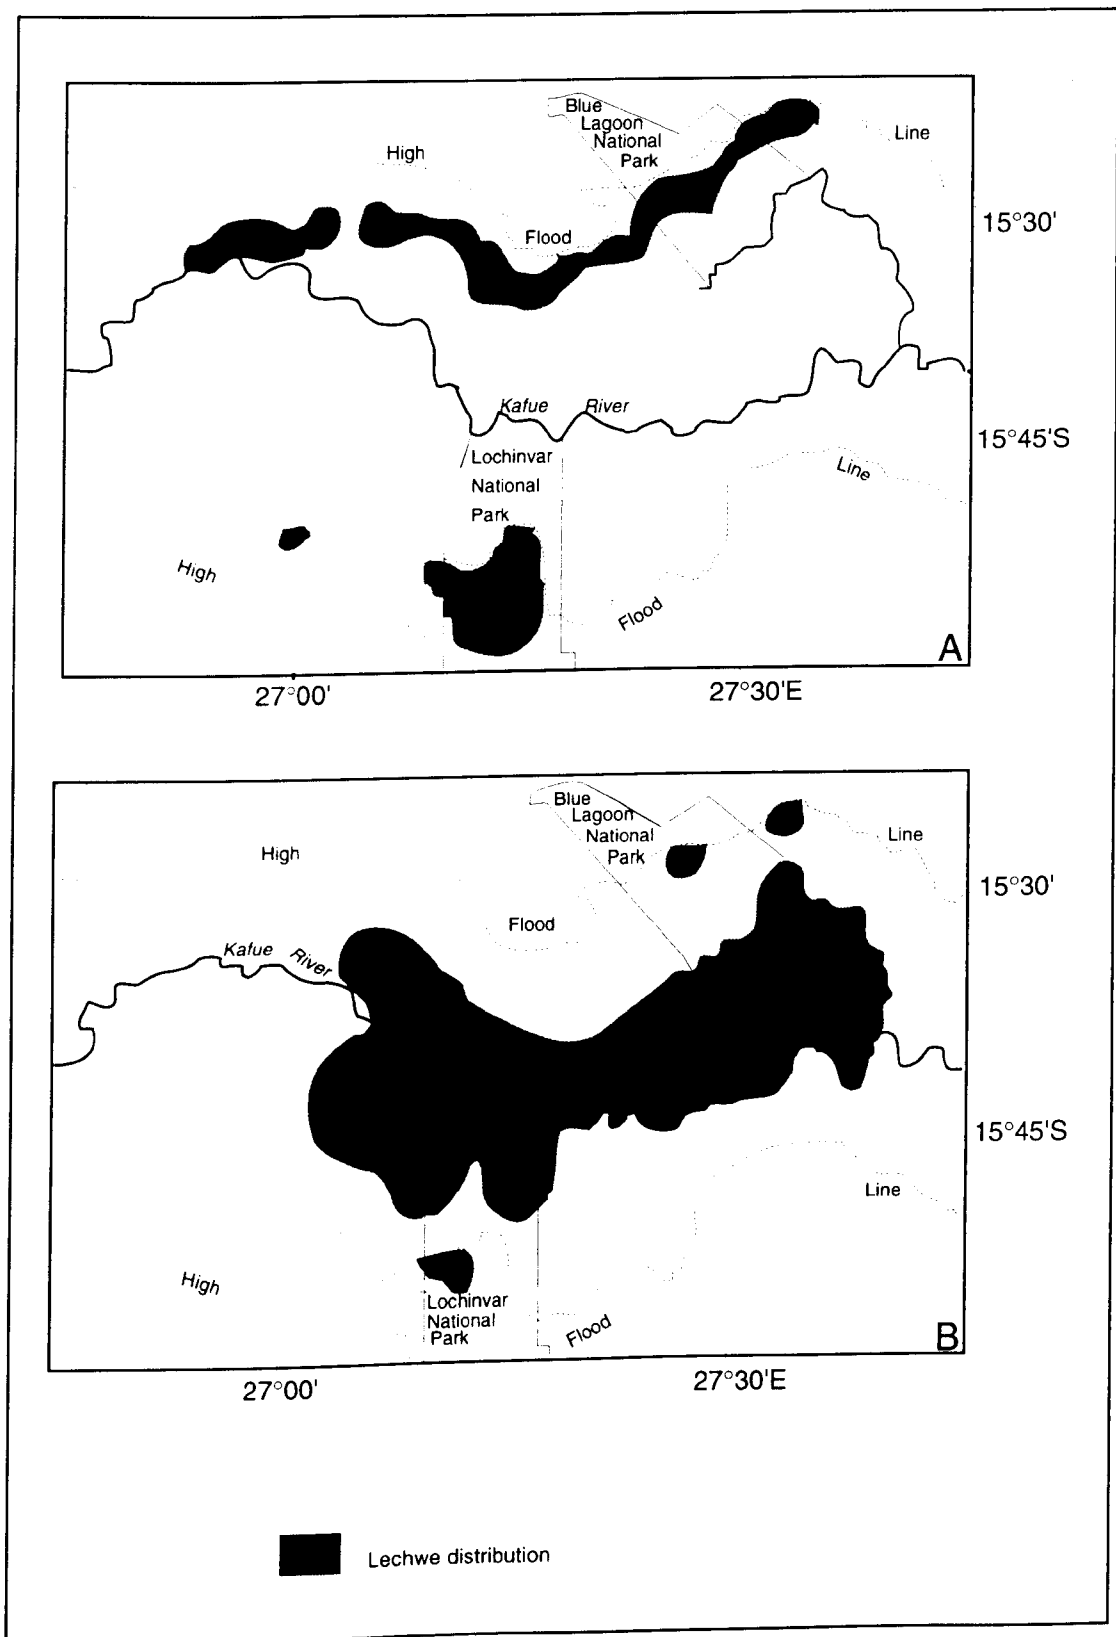 Blue
Lagoon
National
Park
Line
High
15°30'
Flood
Kafue River
15°45'S
Lochinvar
National
Park
Line
High
Flood
A
27°00'
27°30'E
Blue
Lagoon
National
Park
Line
High
15°30'
Flood
Kafue River
15°45'S
Line
High
Lochinvar
National
Park
Flood
B
27°00'
27°30'E
Lechwe distribution